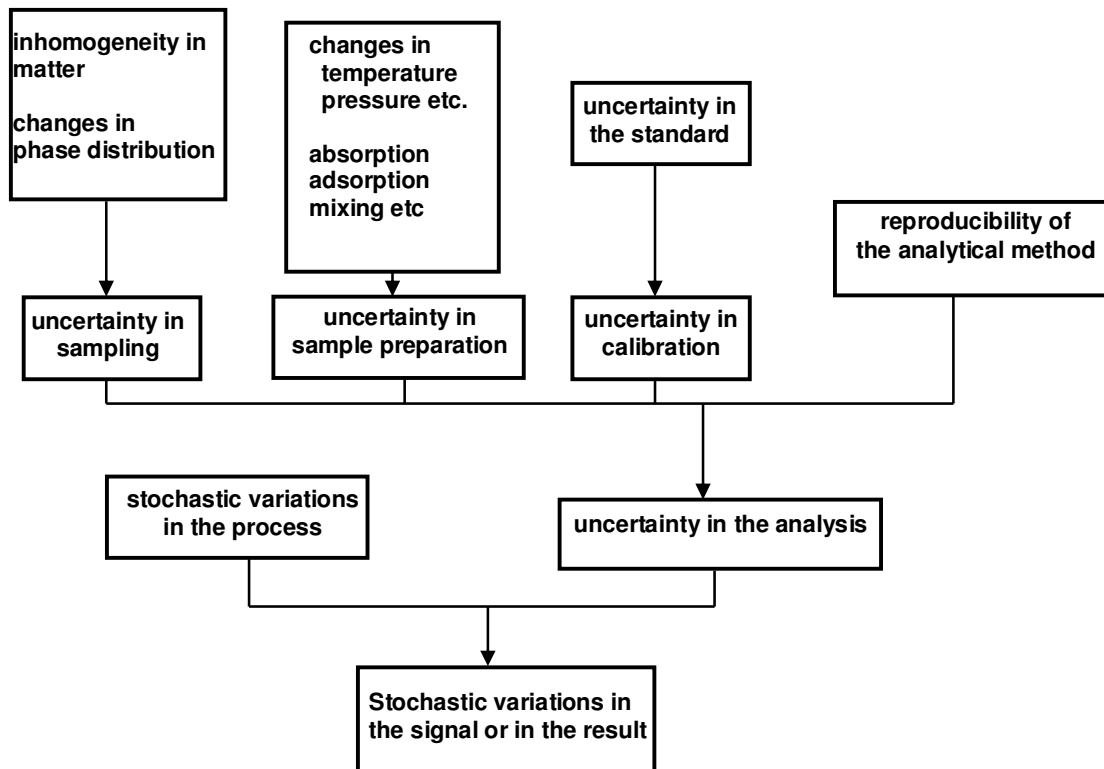 inhomogeneity in
matter
changes in
phase distribution
changes in
temperature
pressure etc.
absorption
adsorption
mixing etc
uncertainty in
the standard
reproducibility of
the analytical method
uncertainty in
sampling
uncertainty in
sample preparation
uncertainty in
calibration
stochastic variations
in the process
uncertainty in the analysis
Stochastic variations in
the signal or in the result